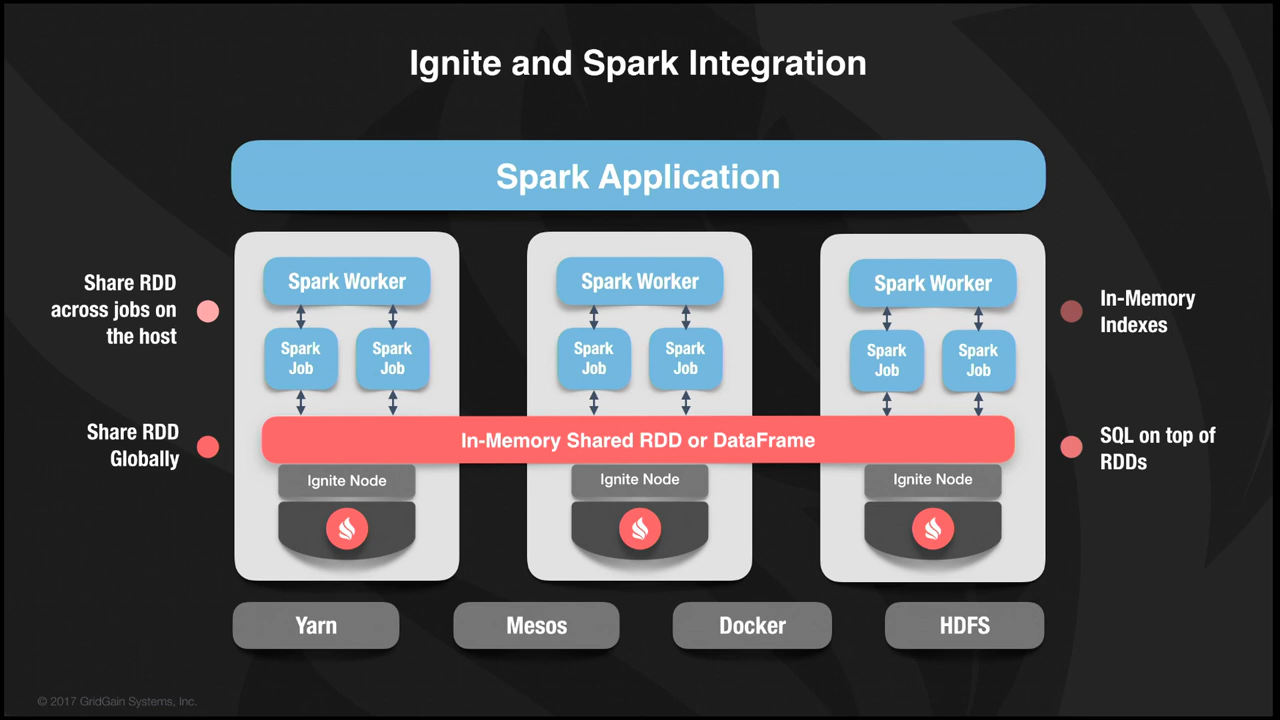 Ignite and Spark Integration
Spark Application
Share RDD
across jobs on
the host
Share RDD
Globally
Spark Worker
Spark
Job
Spark
Job
Spark Worker
Spark
Job
Spark
Job
Spark Worker
Spark
Job
Spark
Job
In-Memory Shared RDD or DataFrame
Ignite Node
Ignite Node
Ignite Node
In-Memory
Indexes
SQL on top of
RDDs
Yarn
Mesos
Docker
HDFS
© 2017 GridGain Systems, Inc.